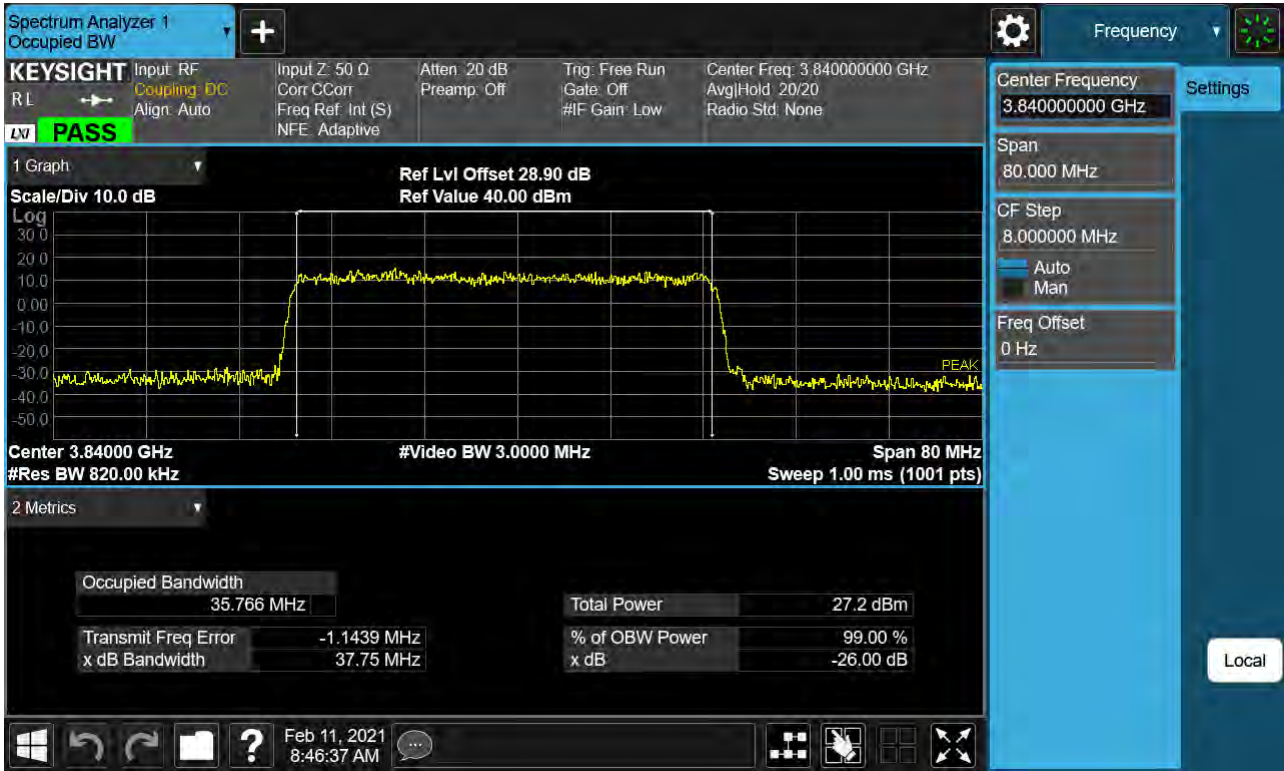 Spectrum Analyzer 1
Occupied BW
Frequency
KEYSIGHT
RL
LXI PASS
Input: RF
Coupling: DC
Align: Auto
Input Z: 50 Ω
Corr CCorr
Freq Ref: Int (S)
NFE: Adaptive
Atten: 20 dB
Preamp: Off
Trig: Free Run
Gate: Off
#IF Gain: Low
Center Freq: 3.840000000 GHz
Avg|Hold: 20/20
Radio Std: None
Center Frequency
3.840000000 GHz
Settings
Span
80.000 MHz
CF Step
8.000000 MHz
Auto
Man
Freq Offset
0 Hz
Local
1 Graph
Scale/Div 10.0 dB
Ref Lvl Offset 28.90 dB
Ref Value 40.00 dBm
Log
30.0
20.0
10.0
0.00
-10.0
-20.0
-30.0
-40.0
-50.0
PEAK
Center 3.84000 GHz #Video BW 3.0000 MHz Span 80 MHz
#Res BW 820.00 kHz Sweep 1.00 ms (1001 pts)
2 Metrics
Occupied Bandwidth
35.766 MHz
Total Power 27.2 dBm
Transmit Freq Error -1.1439 MHz
% of OBW Power 99.00 %
x dB Bandwidth 37.75 MHz
x dB -26.00 dB
?
Feb 11, 2021
8:46:37 AM